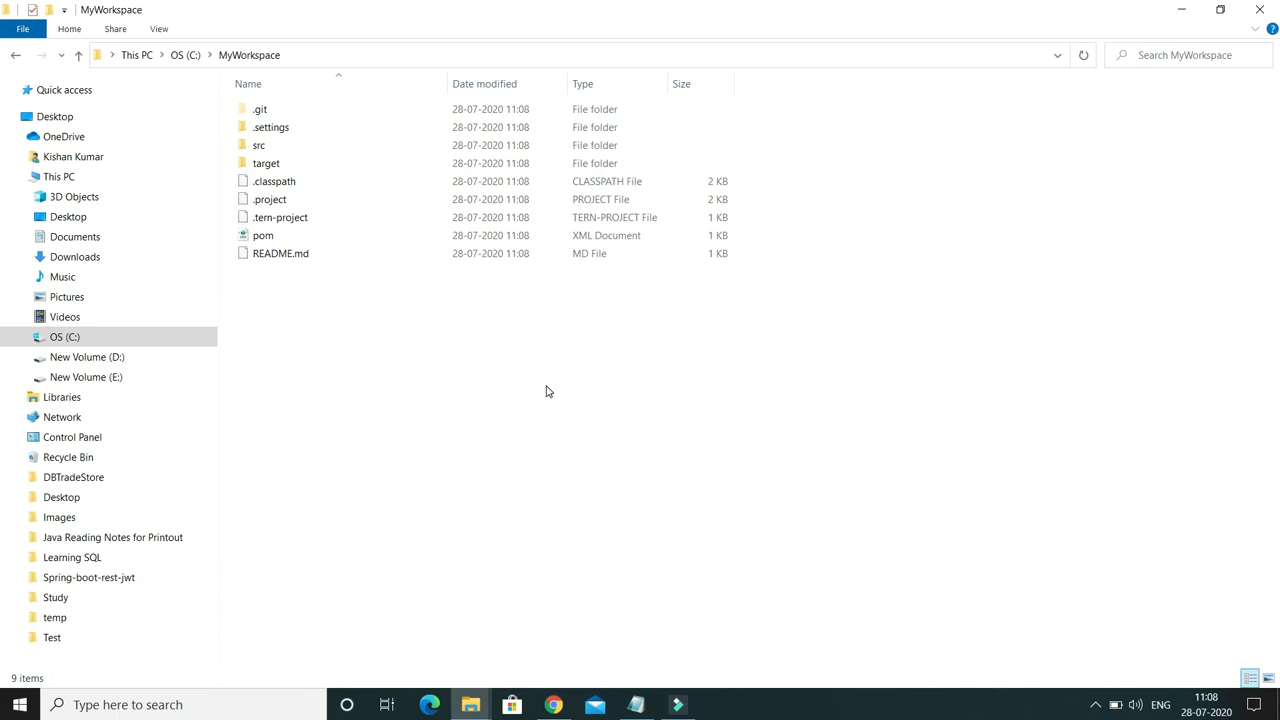 MyWorkspace
File Home Share View
This PC OS (C:) MyWorkspace
Search MyWorkspace
Name Date modified Type Size
.git 28-07-2020 11:08 File folder
.settings 28-07-2020 11:08 File folder
src 28-07-2020 11:08 File folder
target 28-07-2020 11:08 File folder
.classpath 28-07-2020 11:08 CLASSPATH File 2 KB
.project 28-07-2020 11:08 PROJECT File 2 KB
.tern-project 28-07-2020 11:08 TERN-PROJECT File 1 KB
pom 28-07-2020 11:08 XML Document 1 KB
README.md 28-07-2020 11:08 MD File 1 KB
Quick access
Desktop
OneDrive
Kishan Kumar
This PC
3D Objects
Desktop
Documents
Downloads
Music
Pictures
Videos
OS (C:)
New Volume (D:)
New Volume (E:)
Libraries
Network
Control Panel
Recycle Bin
DBTradeStore
Desktop
Images
Java Reading Notes for Printout
Learning SQL
Spring-boot-rest-jwt
Study
temp
Test
9 items
Type here to search
ENG
11:08
28-07-2020